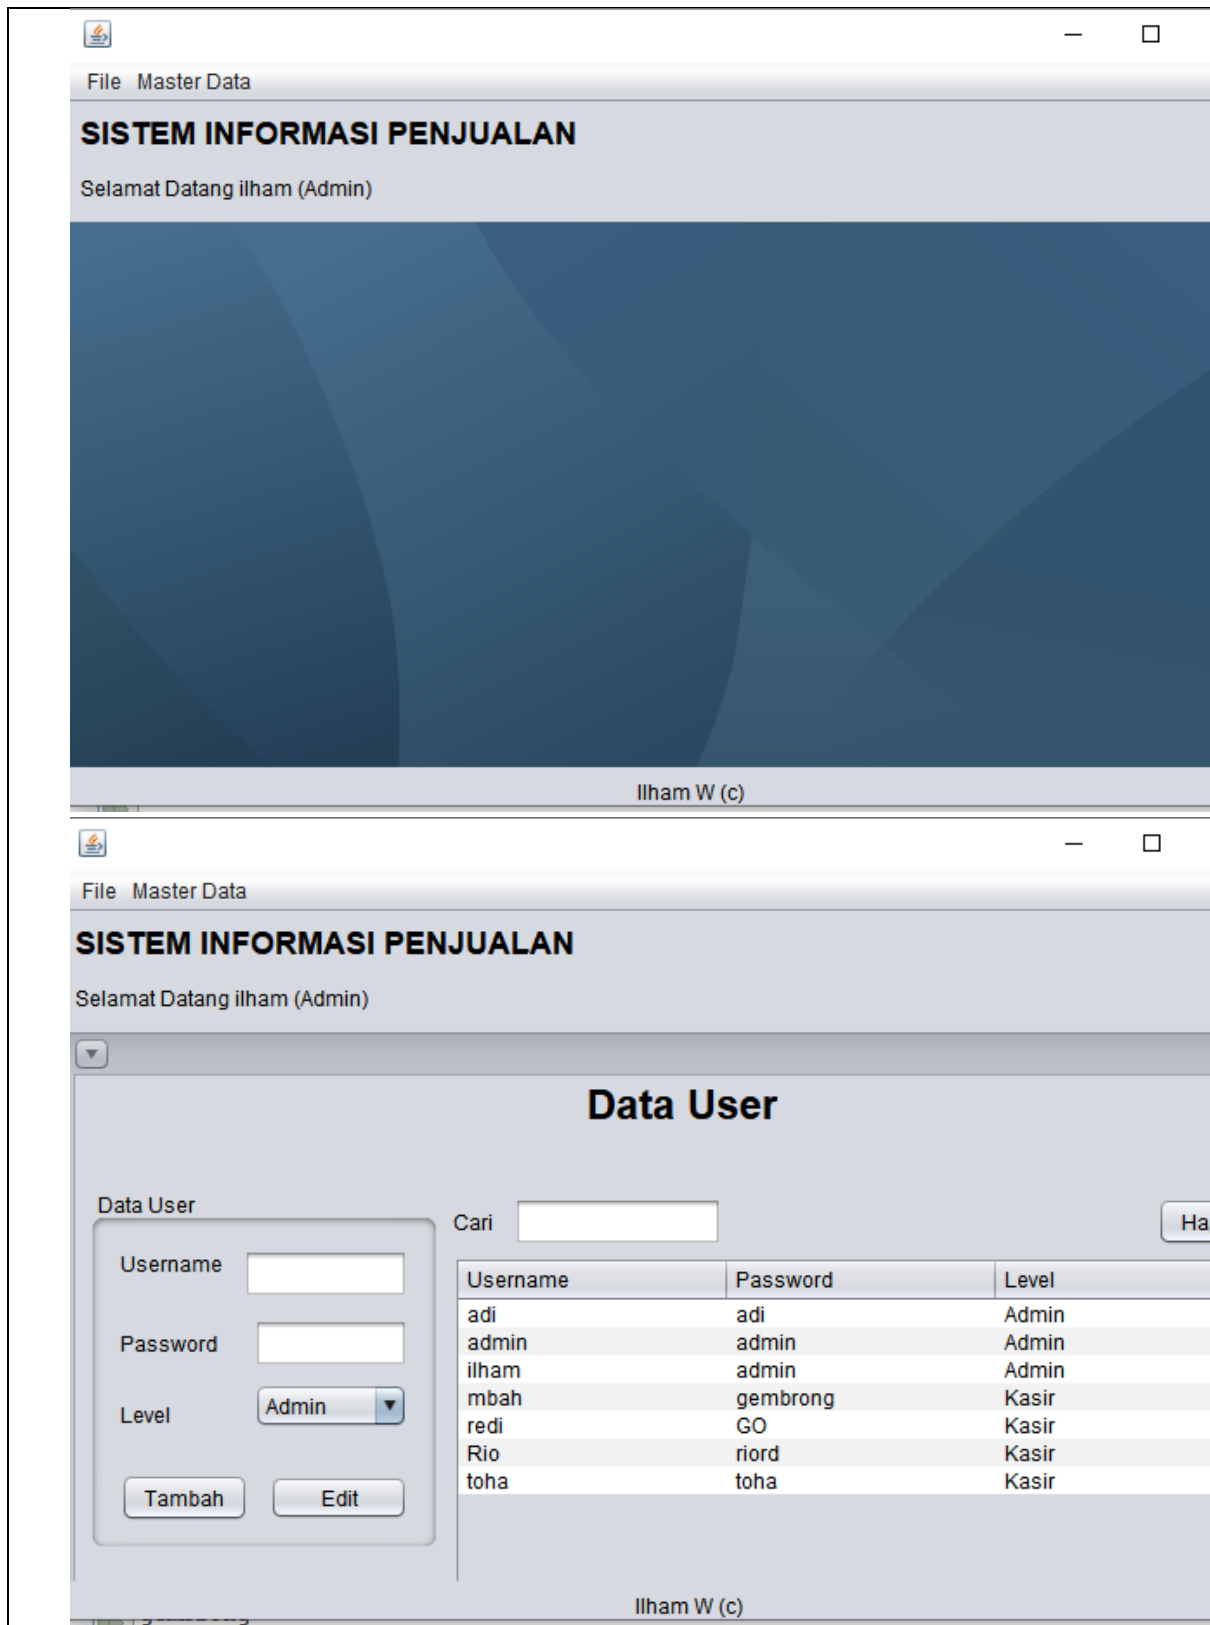 File Master Data
SISTEM INFORMASI PENJUALAN
Selamat Datang ilham (Admin)
Ilham W (c)
File Master Data
SISTEM INFORMASI PENJUALAN
Selamat Datang ilham (Admin)
Data User
Data User
Cari
Username
Password
Level Admin
Tambah Edit
Username Password Level
adi adi Admin
admin admin Admin
ilham admin Admin
mbah gembrong Kasir
redi GO Kasir
Rio riord Kasir
toha toha Kasir
Ilham W (c)